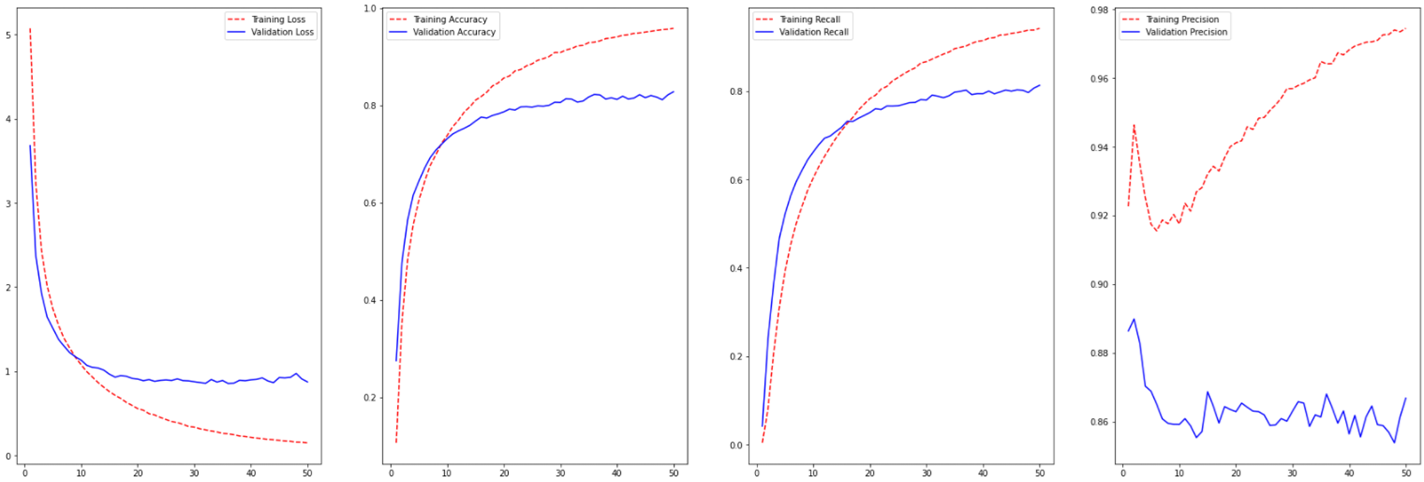 Training Loss
Validation Loss
5
4
3
2
1
0
0 10 20 30 40 50
Training Accuracy
Validation Accuracy
1.0
0.8
0.6
0.4
0.2
0 10 20 30 40 50
Training Recall
Validation Recall
0.8
0.6
0.4
0.2
0.0
0 10 20 30 40 50
Training Precision
Validation Precision
0.98
0.96
0.94
0.92
0.90
0.88
0.86
0 10 20 30 40 50